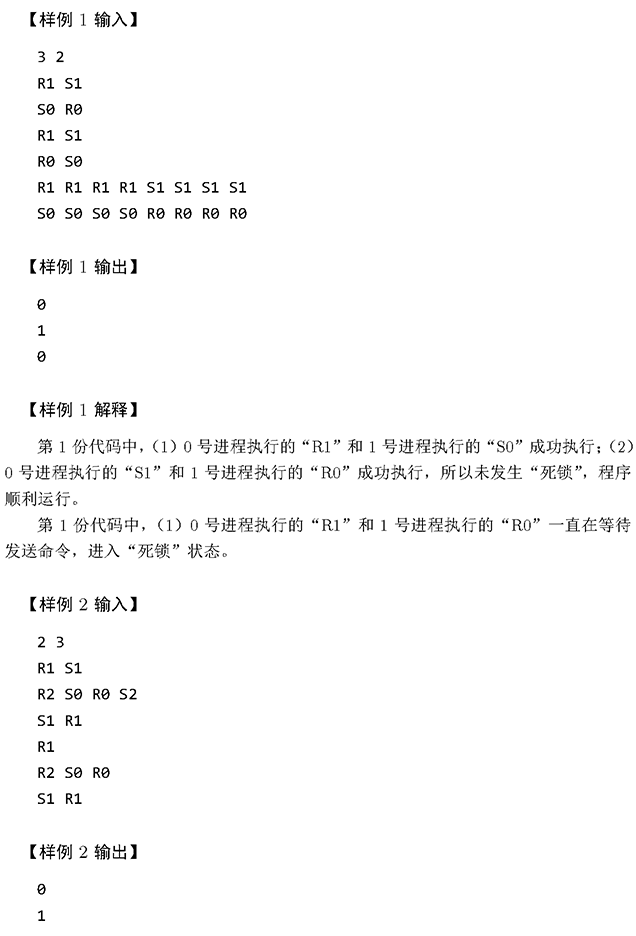 【样例 1 输入】
3 2
R1 S1
S0 R0
R1 S1
R0 S0
R1 R1 R1 R1 S1 S1 S1 S1
S0 S0 S0 S0 R0 R0 R0 R0
【样例 1 输出】
0
1
0
【样例 1 解释】
第 1 份代码中，（1）0 号进程执行的“R1”和 1 号进程执行的“S0”成功执行；（2）
0 号进程执行的“S1”和 1 号进程执行的“R0”成功执行，所以未发生“死锁”，程序
顺利运行。
第 1 份代码中，（1）0 号进程执行的“R1”和 1 号进程执行的“R0”一直在等待
发送命令，进入“死锁”状态。
【样例 2 输入】
2 3
R1 S1
R2 S0 R0 S2
S1 R1
R1
R2 S0 R0
S1 R1
【样例 2 输出】
0
1